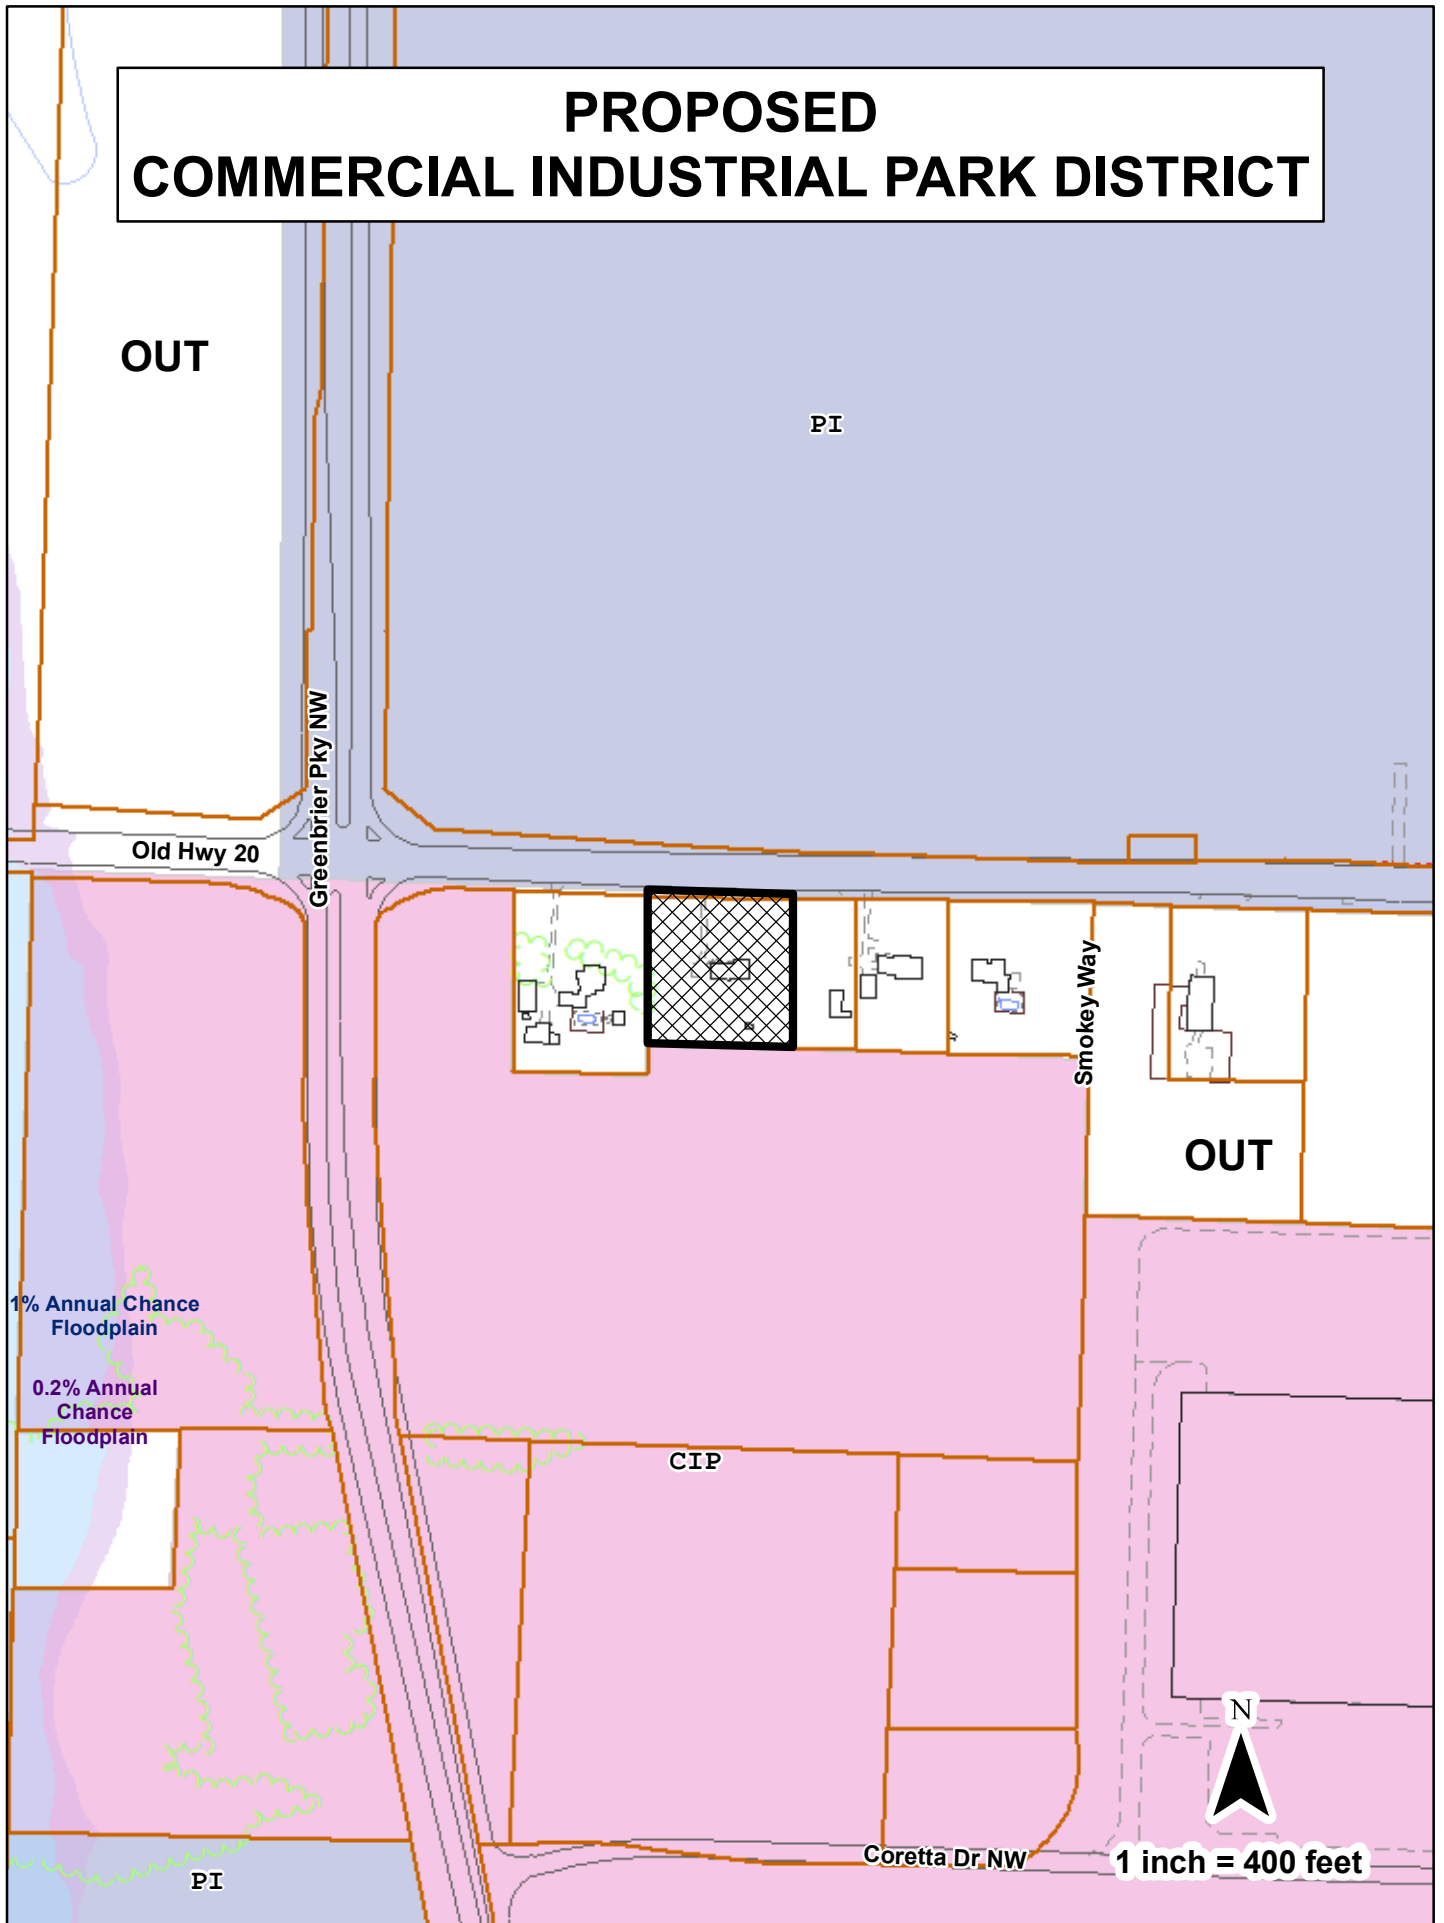 PROPOSED
COMMERCIAL INDUSTRIAL PARK DISTRICT
OUT
PI
Greenbrier Pky NW
Old Hwy 20
Smokey Way
OUT
1% Annual Chance
Floodplain
0.2% Annual
Chance
Floodplain
CIP
N
Coretta Dr NW
1 inch = 400 feet
PI